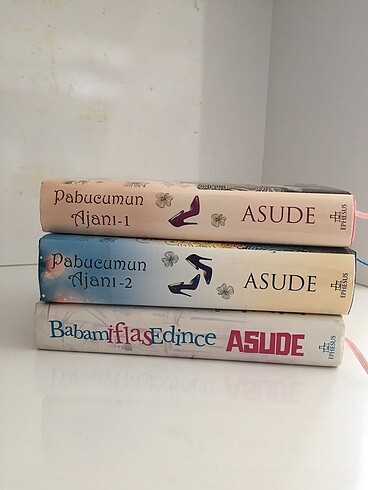 Pabucumun
Ajanı-1
ASUDE
EPHESUS
Pabucumun
Ajanı-2
ASUDE
EPHESUS
BabamiflasEdince ASUDE
EPHESUS